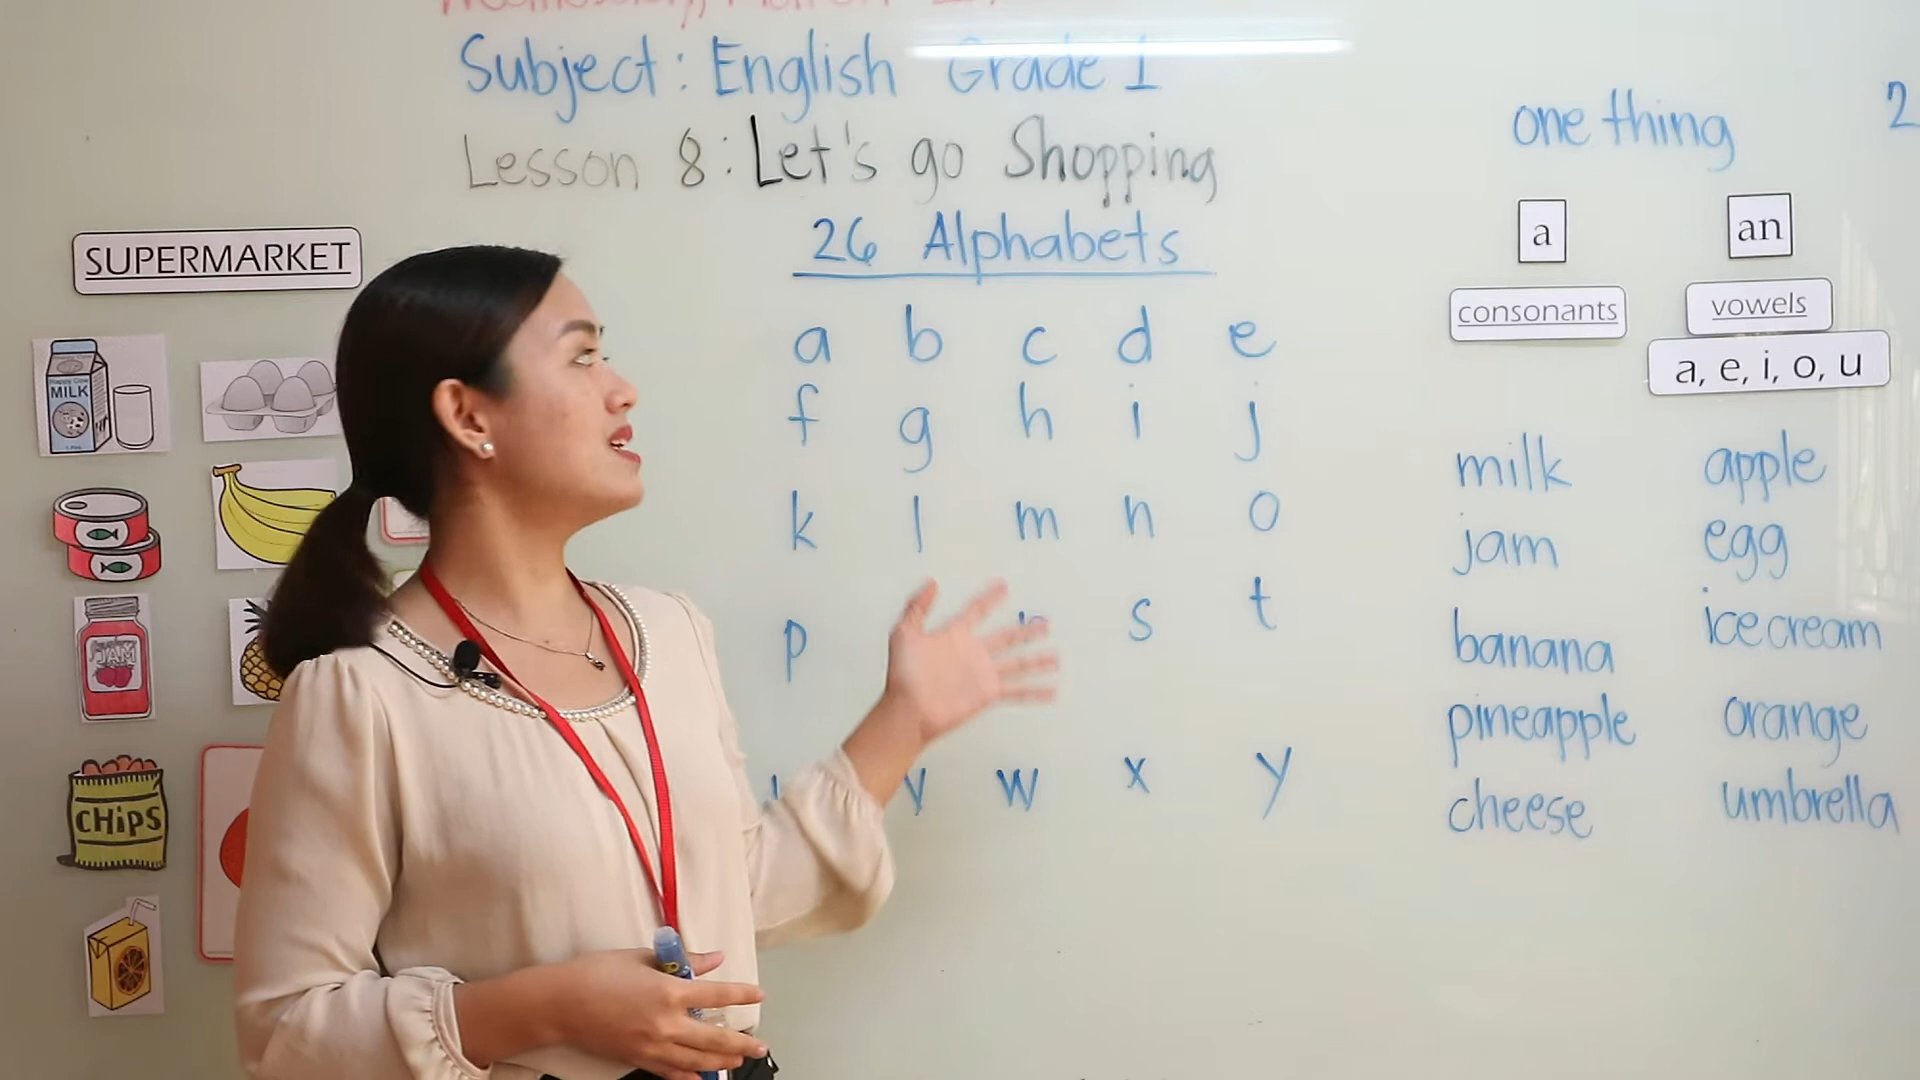 Subject: English Grade 1
Lesson 8: Let's go Shopping
26 Alphabets
a b c d e
f g h i j
k l m n o
p s t
v w x y
SUPERMARKET
MILK
JAM
CHiPS
one thing 2
a an
consonants vowels
a, e, i, o, u
milk apple
jam egg
banana ice cream
pineapple orange
cheese umbrella